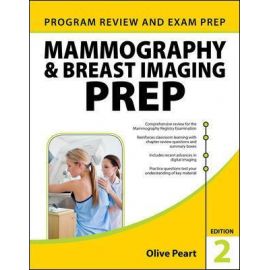 PROGRAM REVIEW AND EXAM PREP
MAMMOGRAPHY
& BREAST IMAGING
PREP
Comprehensive review for the
Mammography Registry Examination
Reinforces classroom learning with
chapter review questions and
summary boxes
Includes recent advances in
digital imaging
Practice questions test your
understanding of key material
EDITION
Olive Peart
2